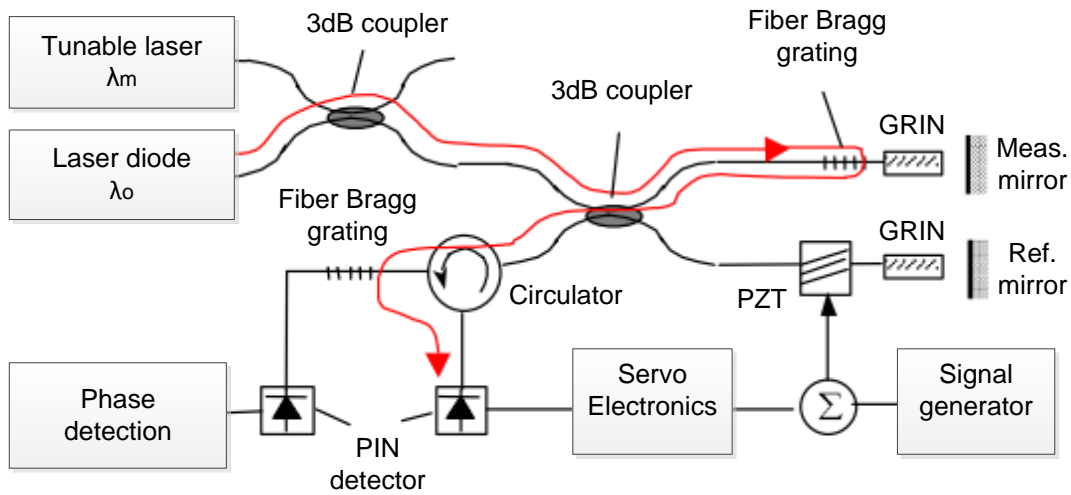 Tunable laser
λm
3dB coupler
Fiber Bragg
grating
3dB coupler
Laser diode
λo
GRIN
Meas.
mirror
Fiber Bragg
grating
Circulator
GRIN
Ref.
mirror
PZT
Phase
detection
PIN
detector
Servo
Electronics
Σ
Signal
generator